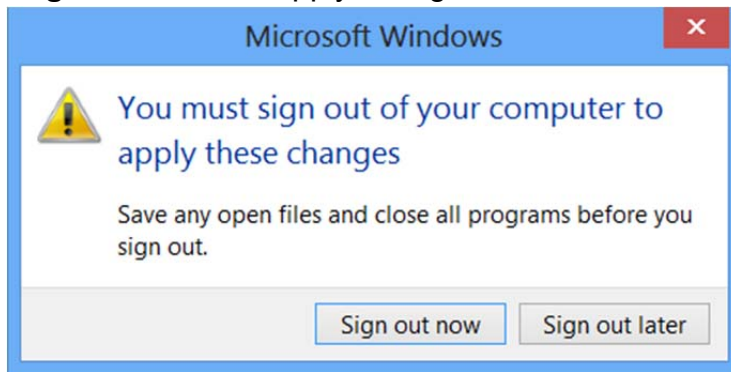 Microsoft Windows
You must sign out of your computer to
apply these changes
Save any open files and close all programs before you
sign out.
Sign out now
Sign out later